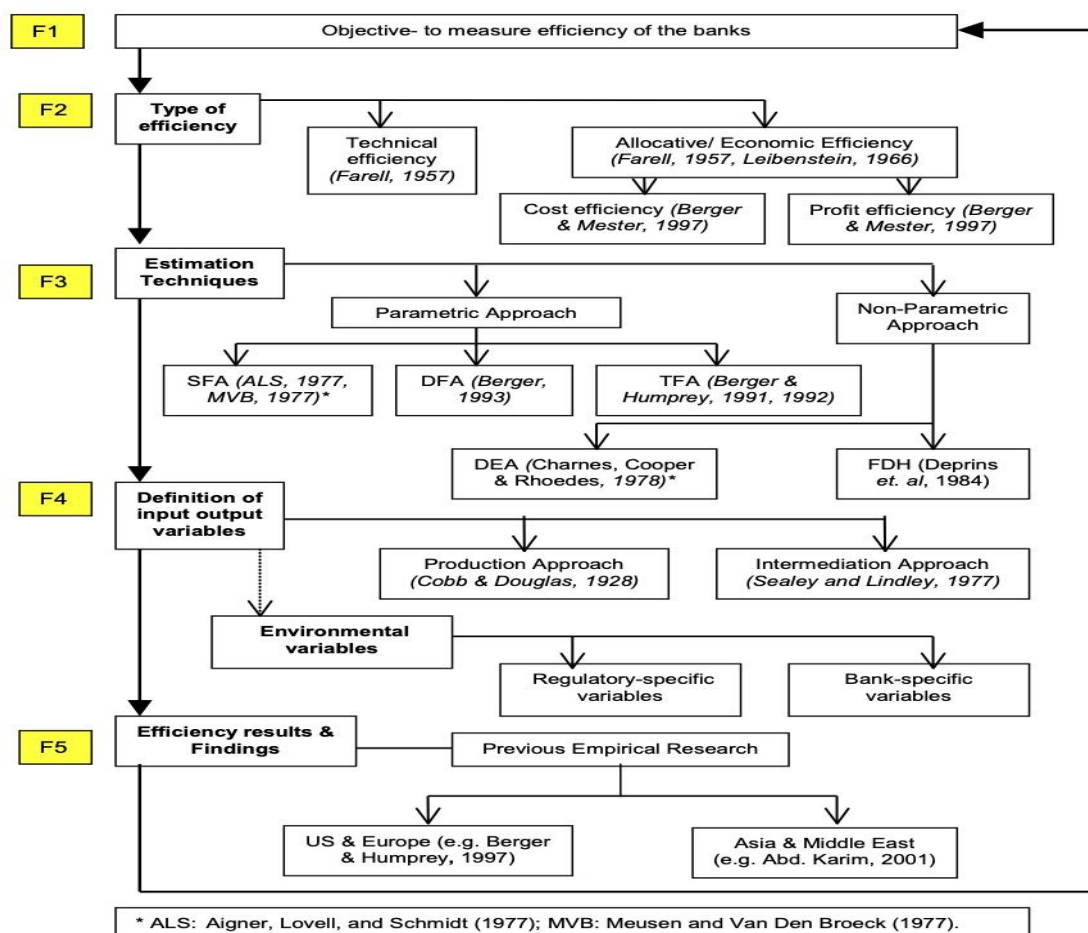 F1
Objective- to measure efficiency of the banks
F2
Type of
efficiency
Technical
efficiency
(Farell, 1957)
Allocative/ Economic Efficiency
(Farell, 1957, Leibenstein, 1966)
Cost efficiency (Berger
& Mester, 1997)
Profit efficiency (Berger
& Mester, 1997)
F3
Estimation
Techniques
Parametric Approach
Non-Parametric
Approach
SFA (ALS, 1977,
MVB, 1977)*
DFA (Berger,
1993)
TFA (Berger &
Humprey, 1991, 1992)
DEA (Charnes, Cooper
& Rhoedes, 1978)*
FDH (Deprins
et. al, 1984)
F4
Definition of
input output
variables
Production Approach
(Cobb & Douglas, 1928)
Intermediation Approach
(Sealey and Lindley, 1977)
Environmental
variables
Regulatory-specific
variables
Bank-specific
variables
F5
Efficiency results &
Findings
Previous Empirical Research
US & Europe (e.g. Berger
& Humprey, 1997)
Asia & Middle East
(e.g. Abd. Karim, 2001)
* ALS: Aigner, Lovell, and Schmidt (1977); MVB: Meusen and Van Den Broeck (1977).